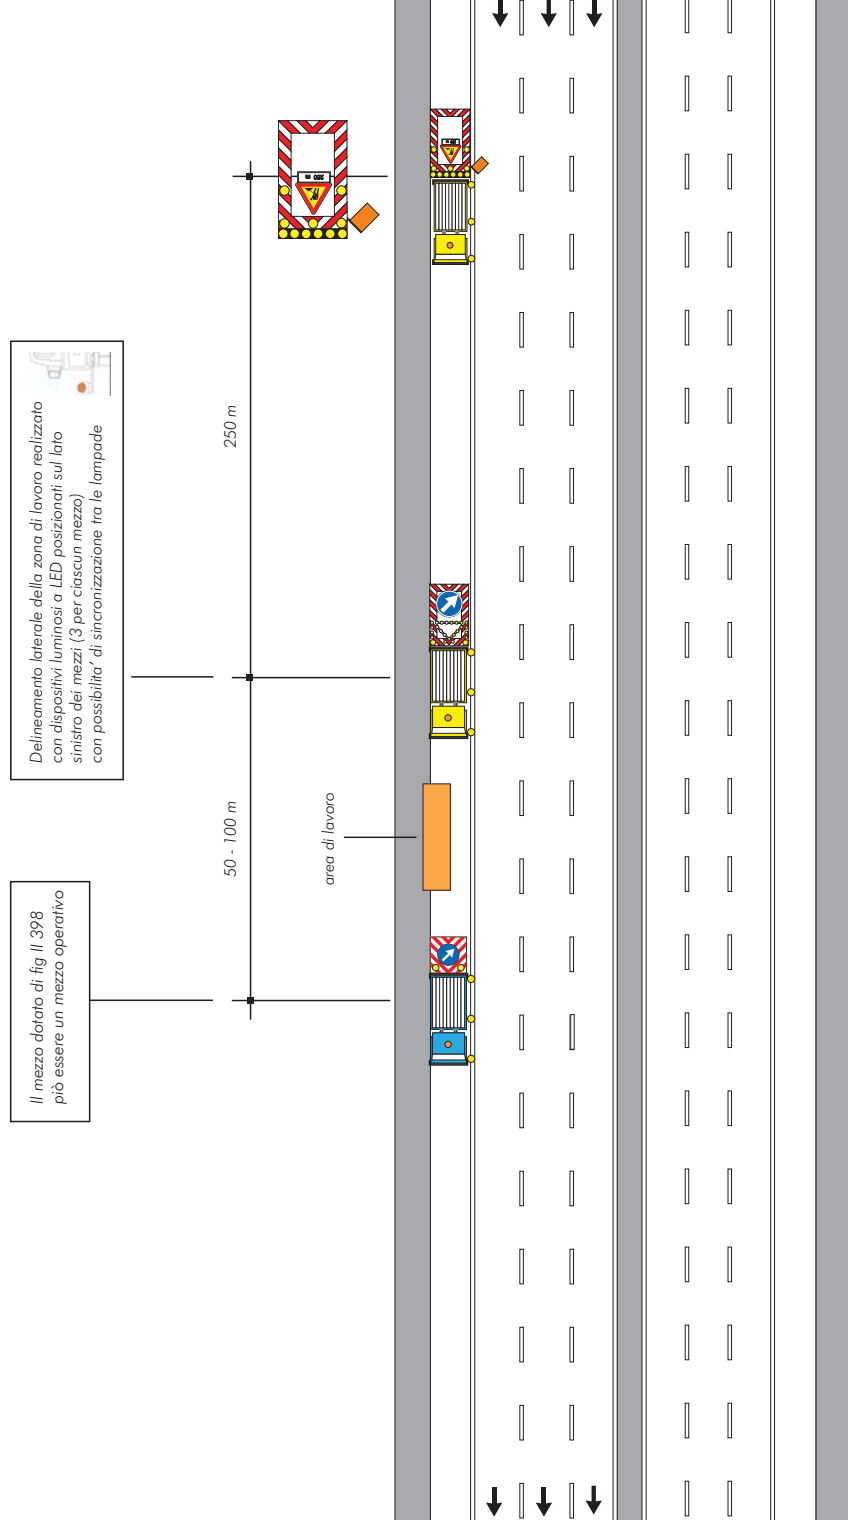 250 m
Delineamento laterale della zona di lavoro realizzato
con dispositivi luminosi a LED posizionati sul lato
sinistro dei mezzi (3 per ciascun mezzo)
con possibilita' di sincronizzazione tra le lampade
250 m
50 - 100 m
area di lavoro
Il mezzo dotato di fig II 398
piò essere un mezzo operativo